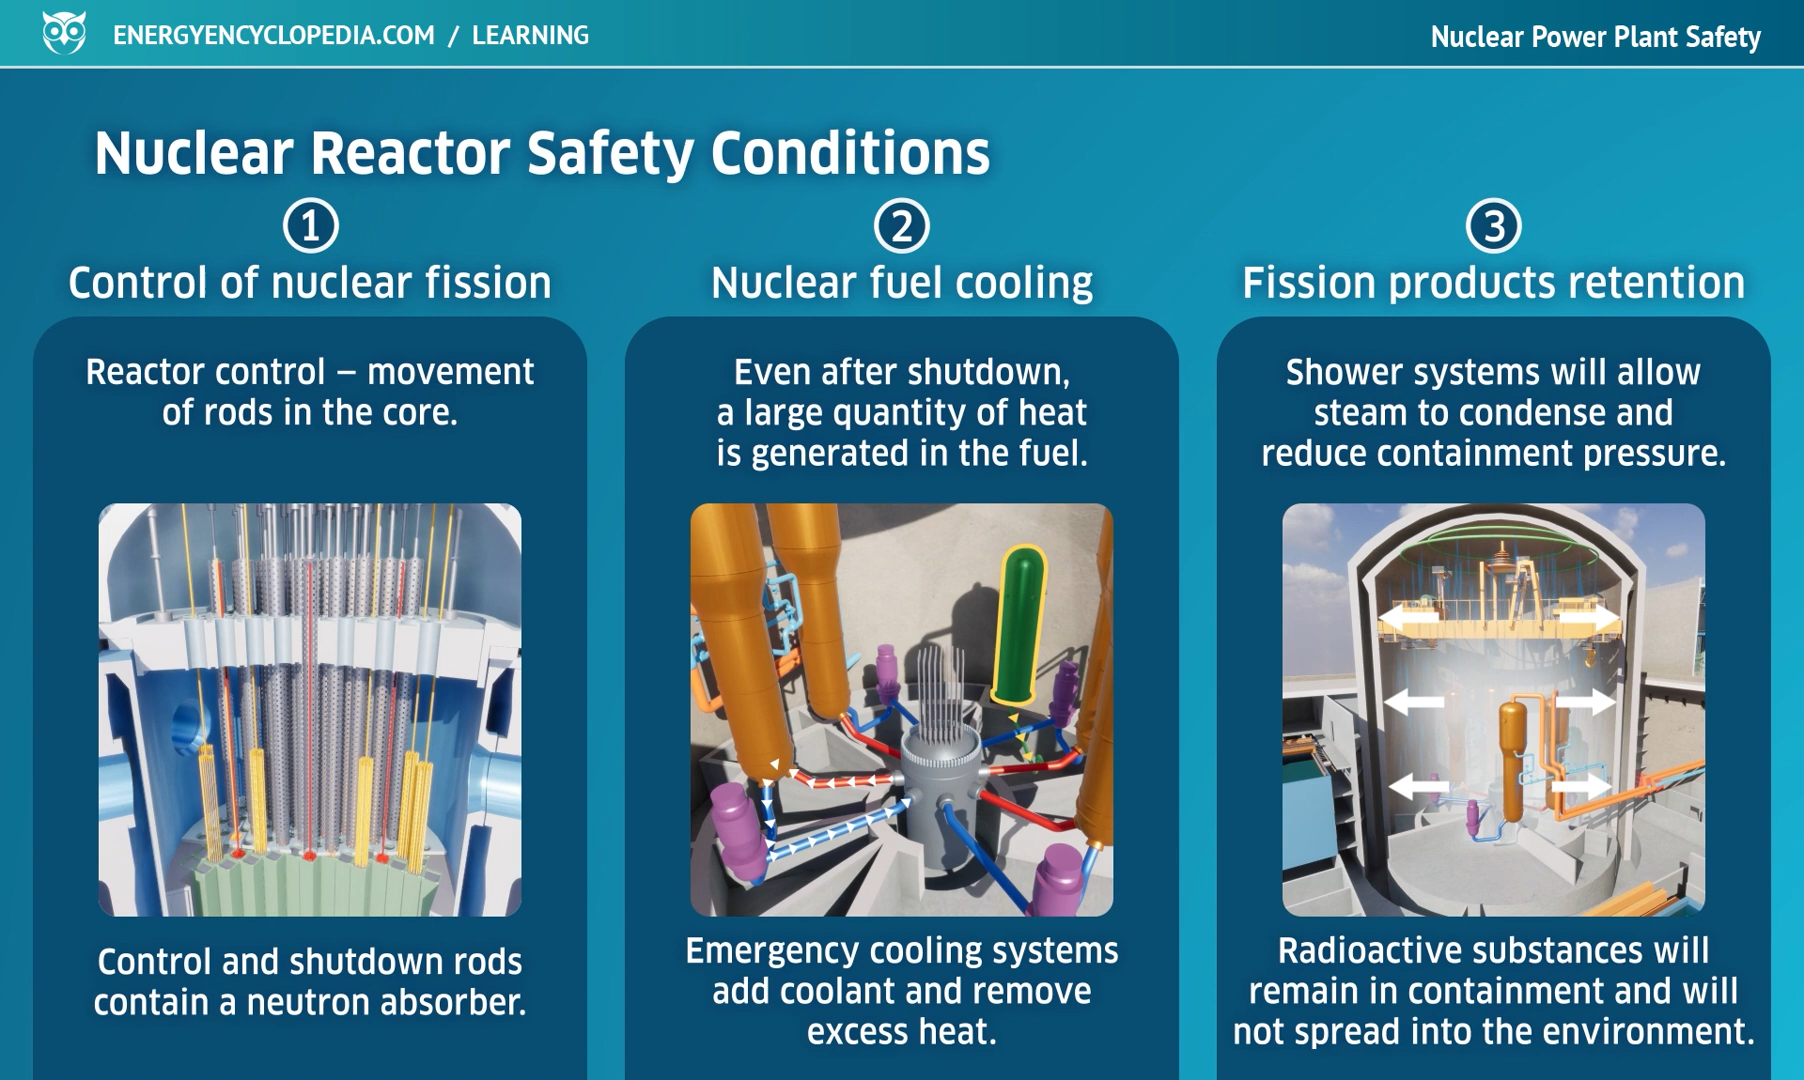 ENERGYENCYCLOPEDIA.COM / LEARNING
Nuclear Power Plant Safety
Nuclear Reactor Safety Conditions
1
Control of nuclear fission
Reactor control – movement
of rods in the core.
Control and shutdown rods
contain a neutron absorber.
2
Nuclear fuel cooling
Even after shutdown,
a large quantity of heat
is generated in the fuel.
Emergency cooling systems
add coolant and remove
excess heat.
3
Fission products retention
Shower systems will allow
steam to condense and
reduce containment pressure.
Radioactive substances will
remain in containment and will
not spread into the environment.